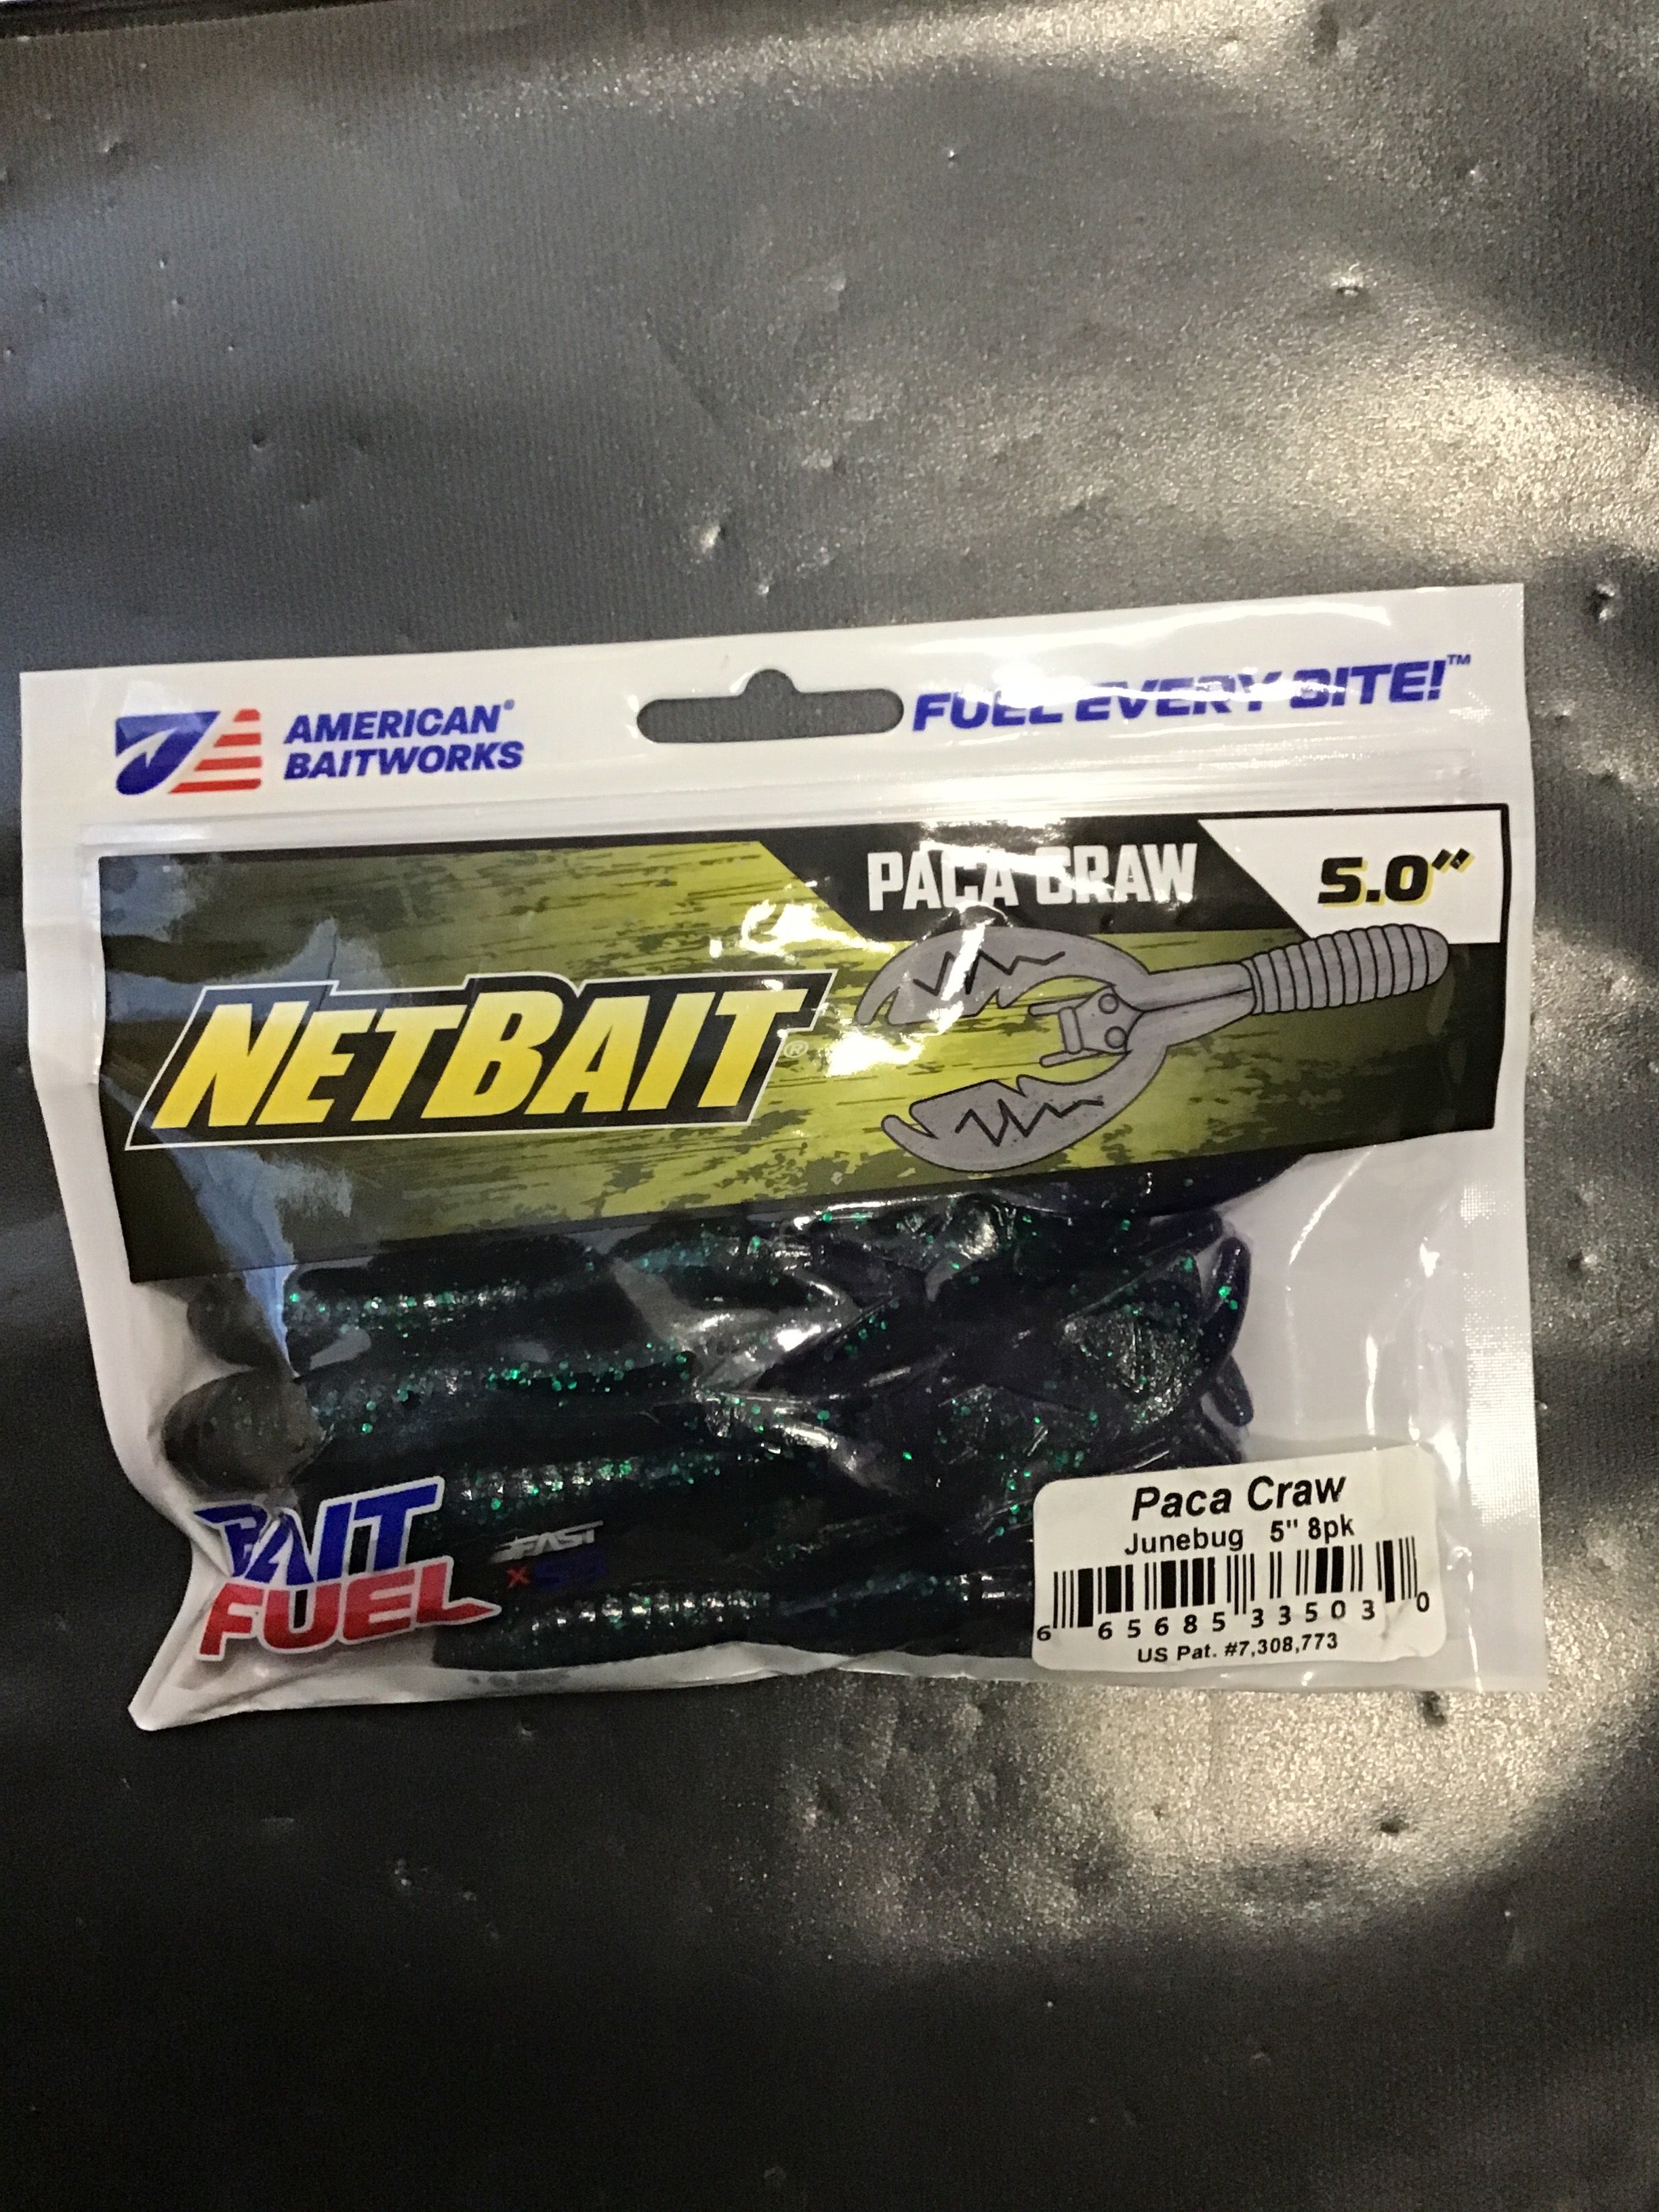 AMERICAN®
BAITWORKS
FUEL EVERY BITE!™
PACA CRAW
5.0"
NETBAIT®
BAIT
FUEL
FAST
x
Paca Craw
Junebug 5" 8pk
6 65685 33503 0
US Pat. #7,308,773